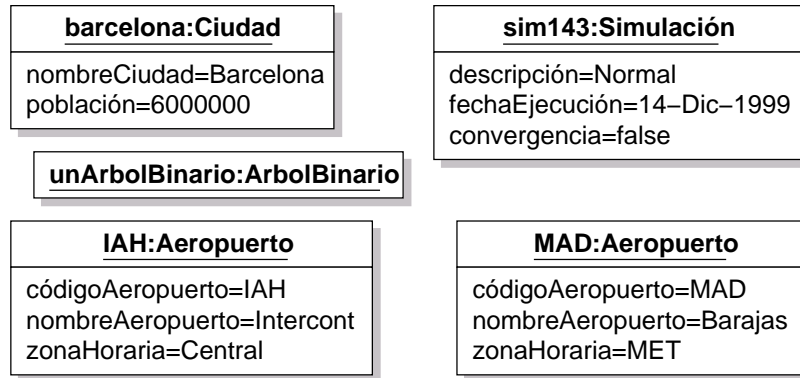 barcelona:Ciudad
nombreCiudad=Barcelona
población=6000000
sim143:Simulación
descripción=Normal
fechaEjecución=14−Dic−1999
convergencia=false
unArbolBinario:ArbolBinario
IAH:Aeropuerto
códigoAeropuerto=IAH
nombreAeropuerto=Intercont
zonaHoraria=Central
MAD:Aeropuerto
códigoAeropuerto=MAD
nombreAeropuerto=Barajas
zonaHoraria=MET